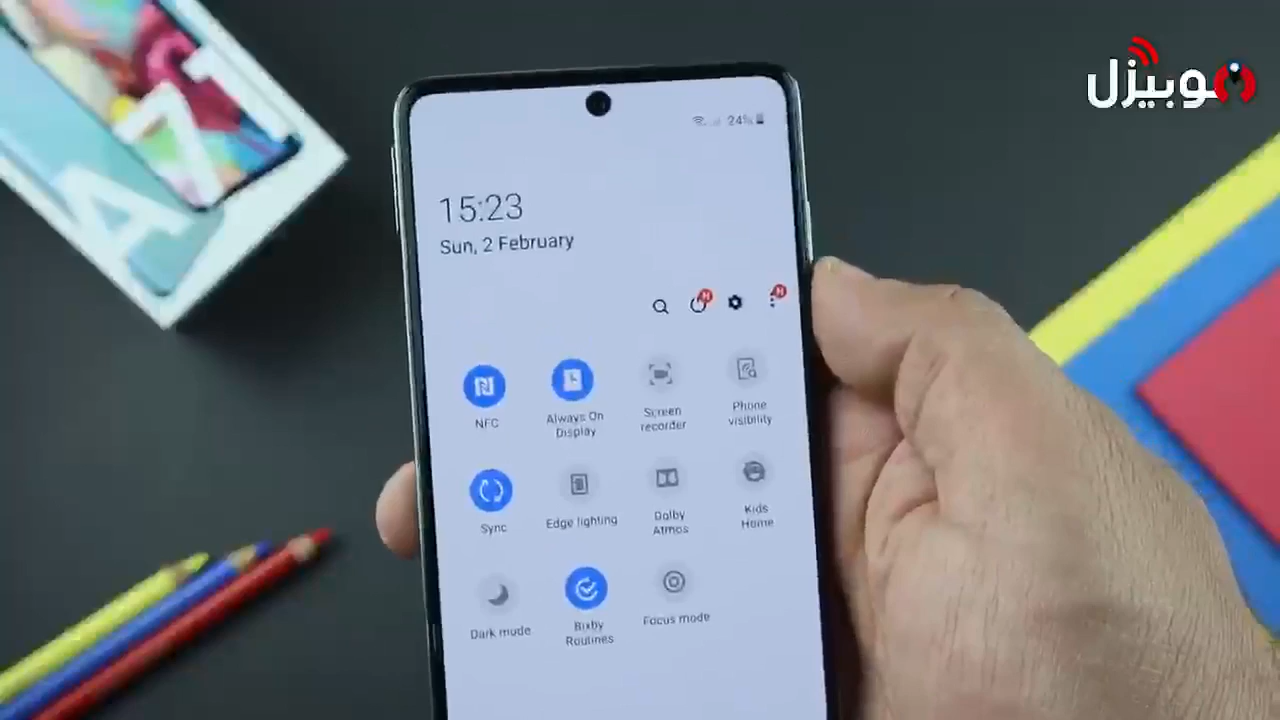 موبيزل
A71
24%
15:23
Sun, 2 February
N
N
NFC
Always On
Display
Screen
recorder
Phone
visibility
Sync
Edge lighting
Dolby
Atmos
Kids
Home
Dark mode
Bixby
Routines
Focus mode